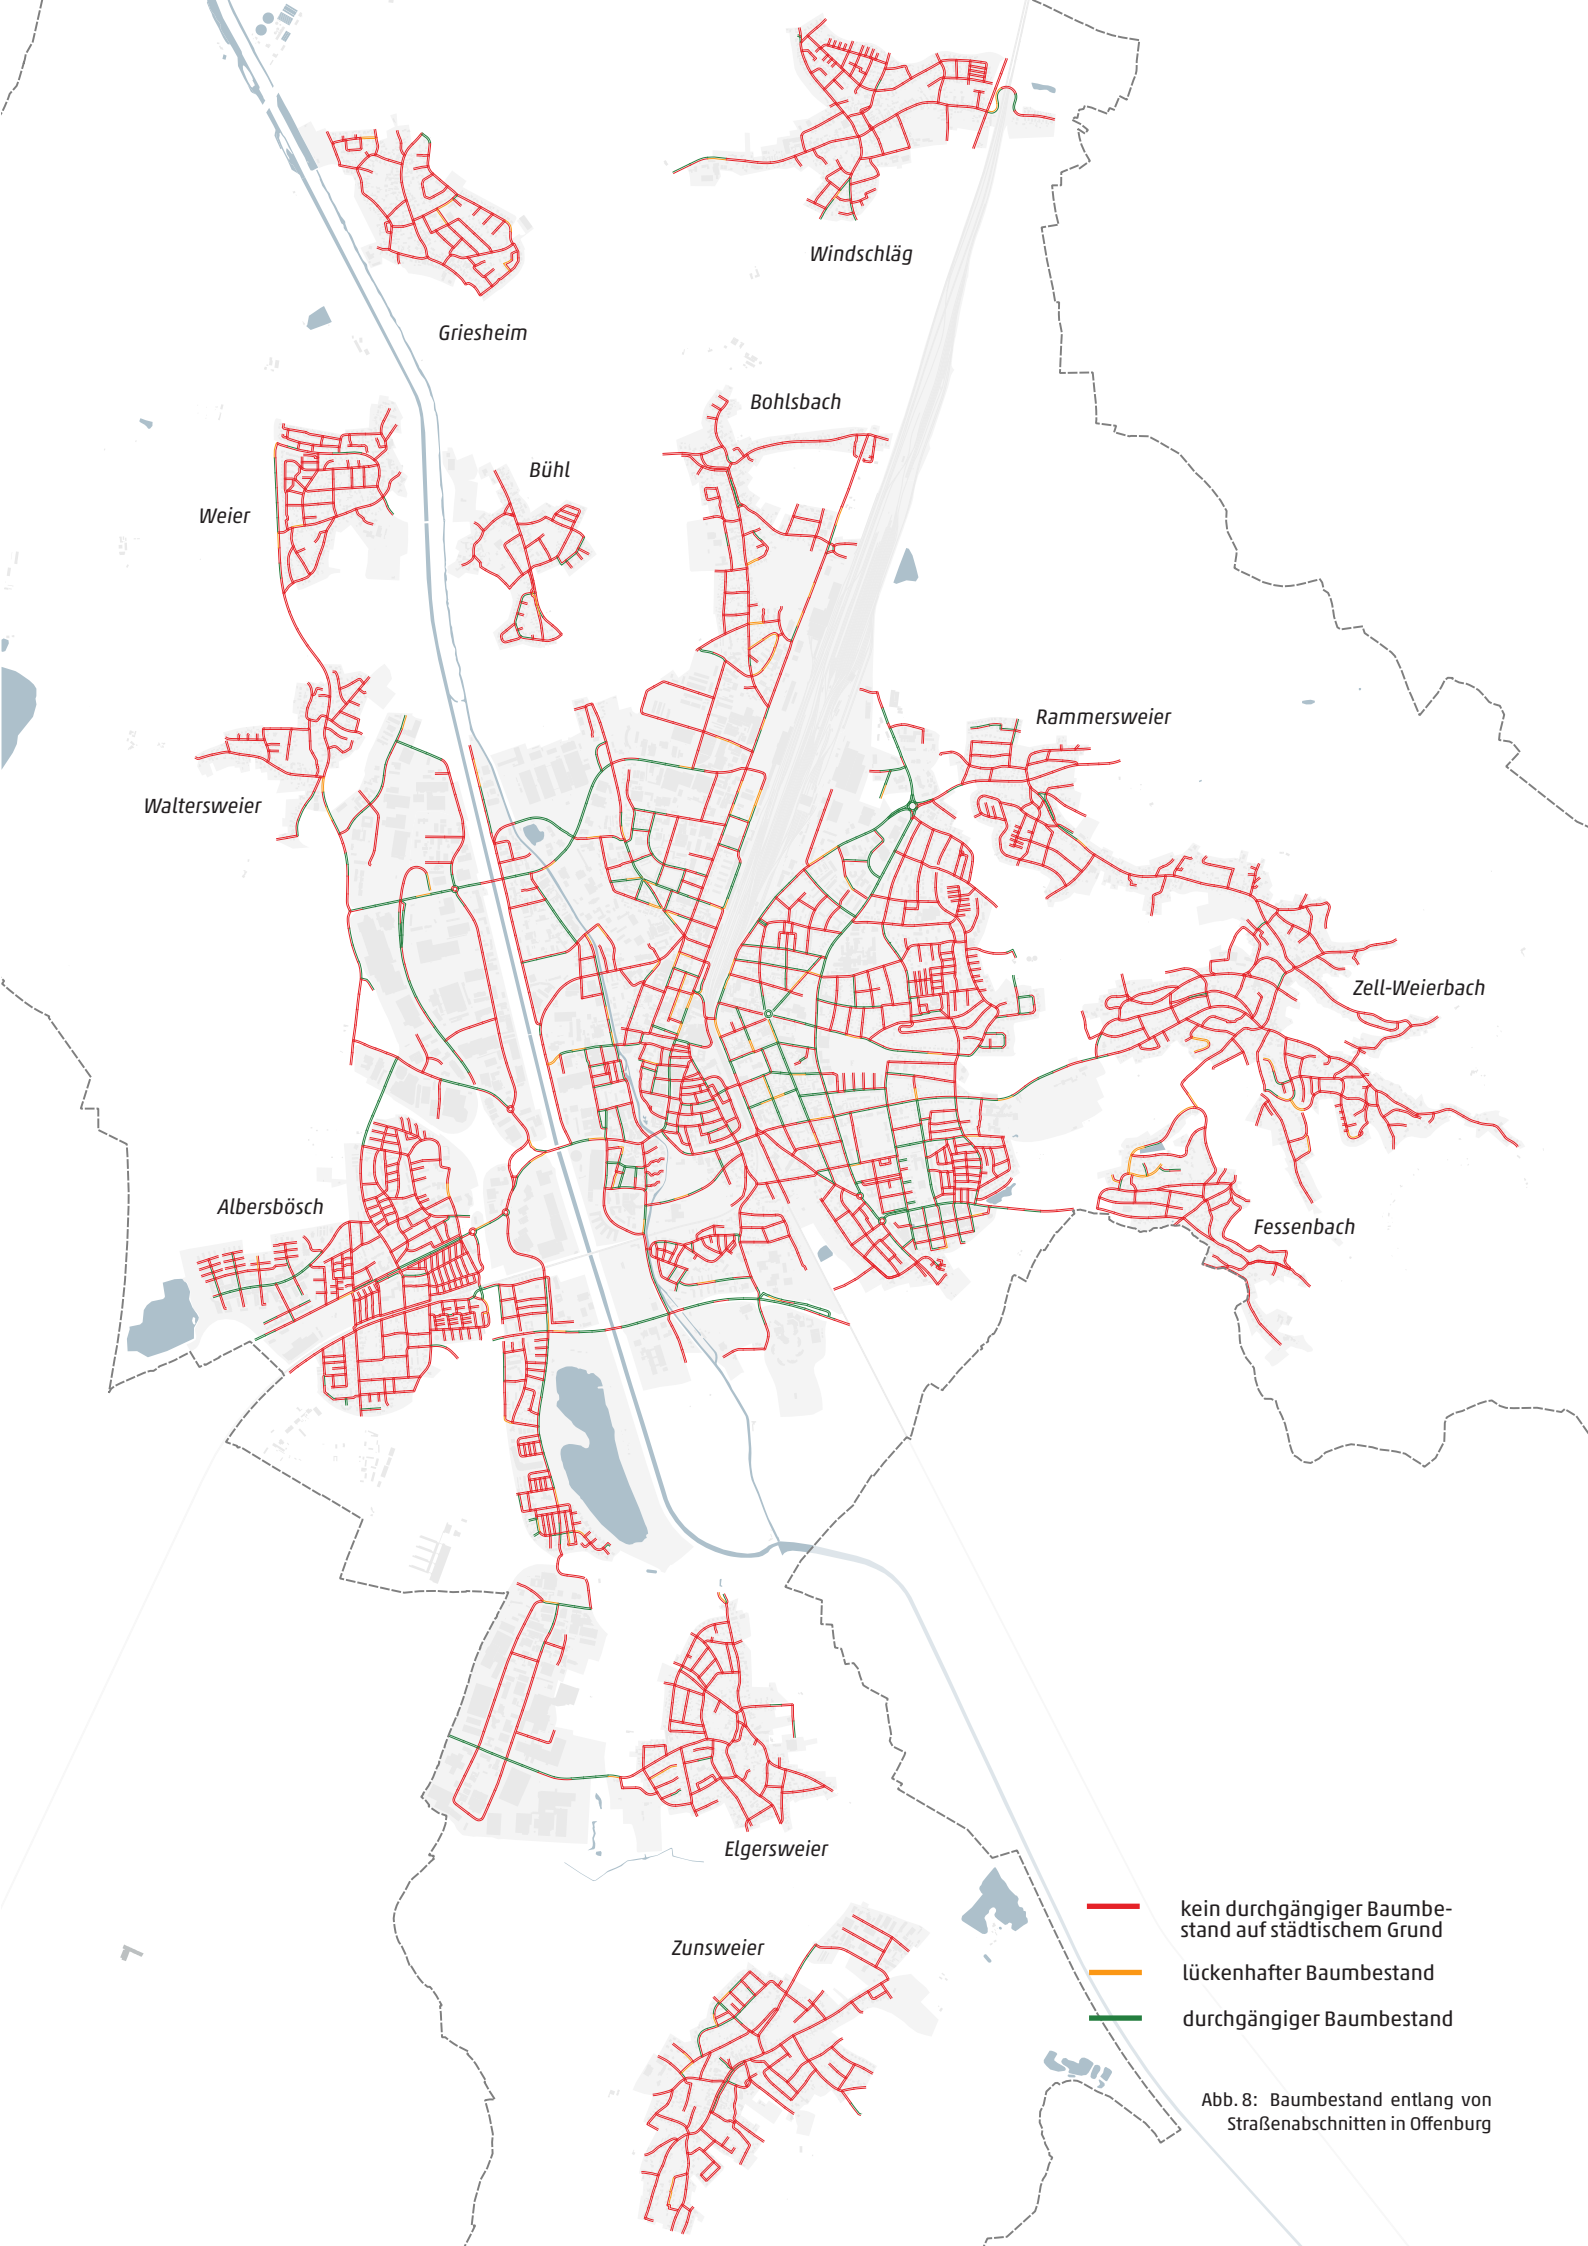 Windschläg
Griesheim
Bohlsbach
Bühl
Weier
Rammersweier
Waltersweier
Zell-Weierbach
Albersbösch
Fessenbach
Elgersweier
kein durchgängiger Baumbe-
stand auf städtischem Grund
Zunsweier
lückenhafter Baumbestand
durchgängiger Baumbestand
Abb. 8: Baumbestand entlang von
Straßenabschnitten in Offenburg